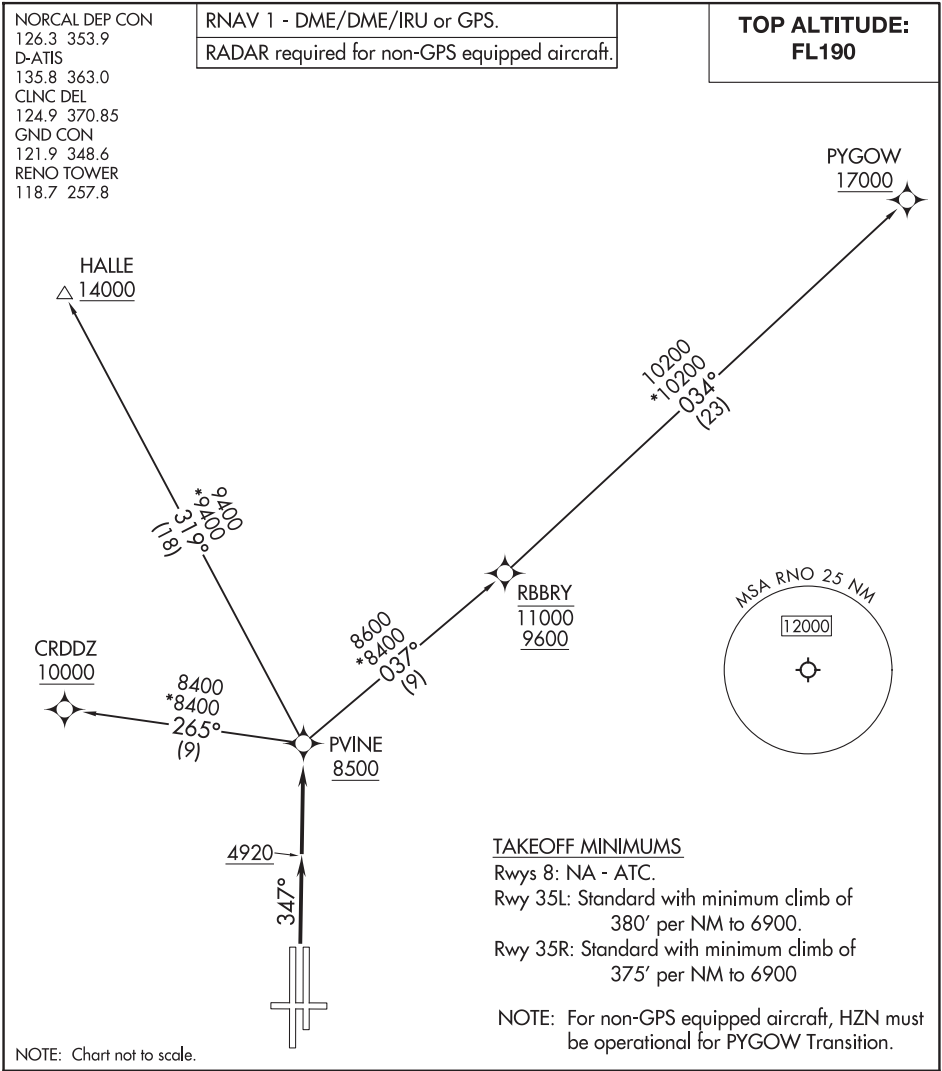 NORCAL DEP CON
126.3 353.9
D-ATIS
135.8 363.0
CLNC DEL
124.9 370.85
GND CON
121.9 348.6
RENO TOWER
118.7 257.8
RNAV 1 - DME/DME/IRU or GPS.
RADAR required for non-GPS equipped aircraft.
TOP ALTITUDE:
FL190
PYGOW
17000
HALLE
14000
10200
*10200
034°
(23)
9400
*9400
319°
(18)
RBBRY
11000
9600
MSA RNO 25 NM
12000
8600
*8400
037°
(9)
CRDDZ
10000
8400
*8400
265°
(9)
PVINE
8500
4920
347°
TAKEOFF MINIMUMS
Rwys 8: NA - ATC.
Rwy 35L: Standard with minimum climb of
380' per NM to 6900.
Rwy 35R: Standard with minimum climb of
375' per NM to 6900
NOTE: For non-GPS equipped aircraft, HZN must
be operational for PYGOW Transition.
NOTE: Chart not to scale.